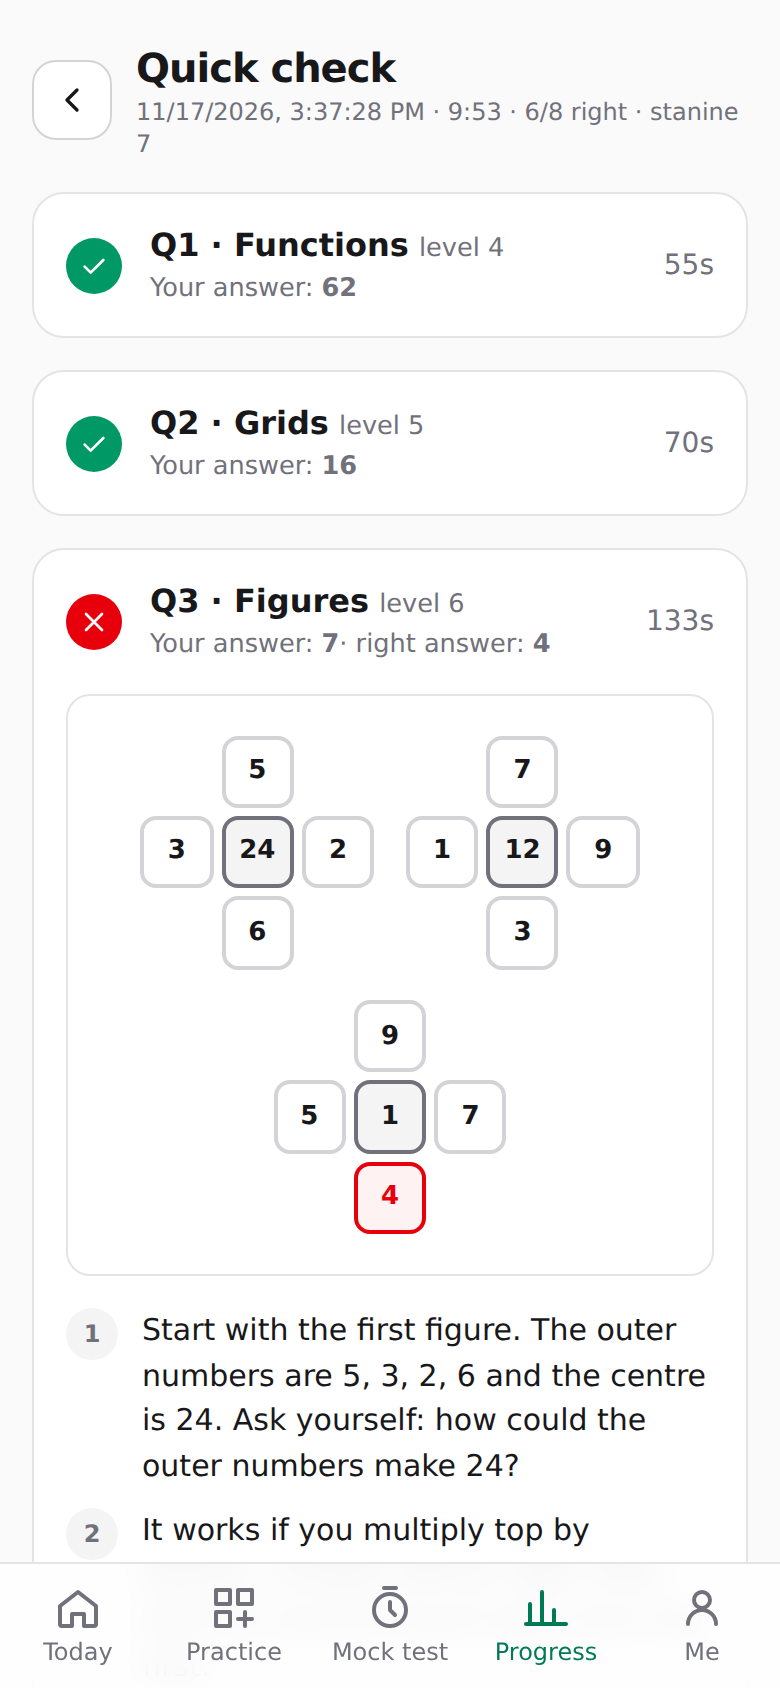 Quick check
11/17/2026, 3:37:28 PM · 9:53 · 6/8 right · stanine
7
Q1 · Functions level 4
Your answer: 62
55s
Q2 · Grids level 5
Your answer: 16
70s
Q3 · Figures level 6
Your answer: 7· right answer: 4
133s
5
7
3
24
2
1
12
9
6
3
9
5
1
7
4
1
Start with the first figure. The outer
numbers are 5, 3, 2, 6 and the centre
is 24. Ask yourself: how could the
outer numbers make 24?
2
It works if you multiply top by
Today
Practice
Mock test
Progress
Me